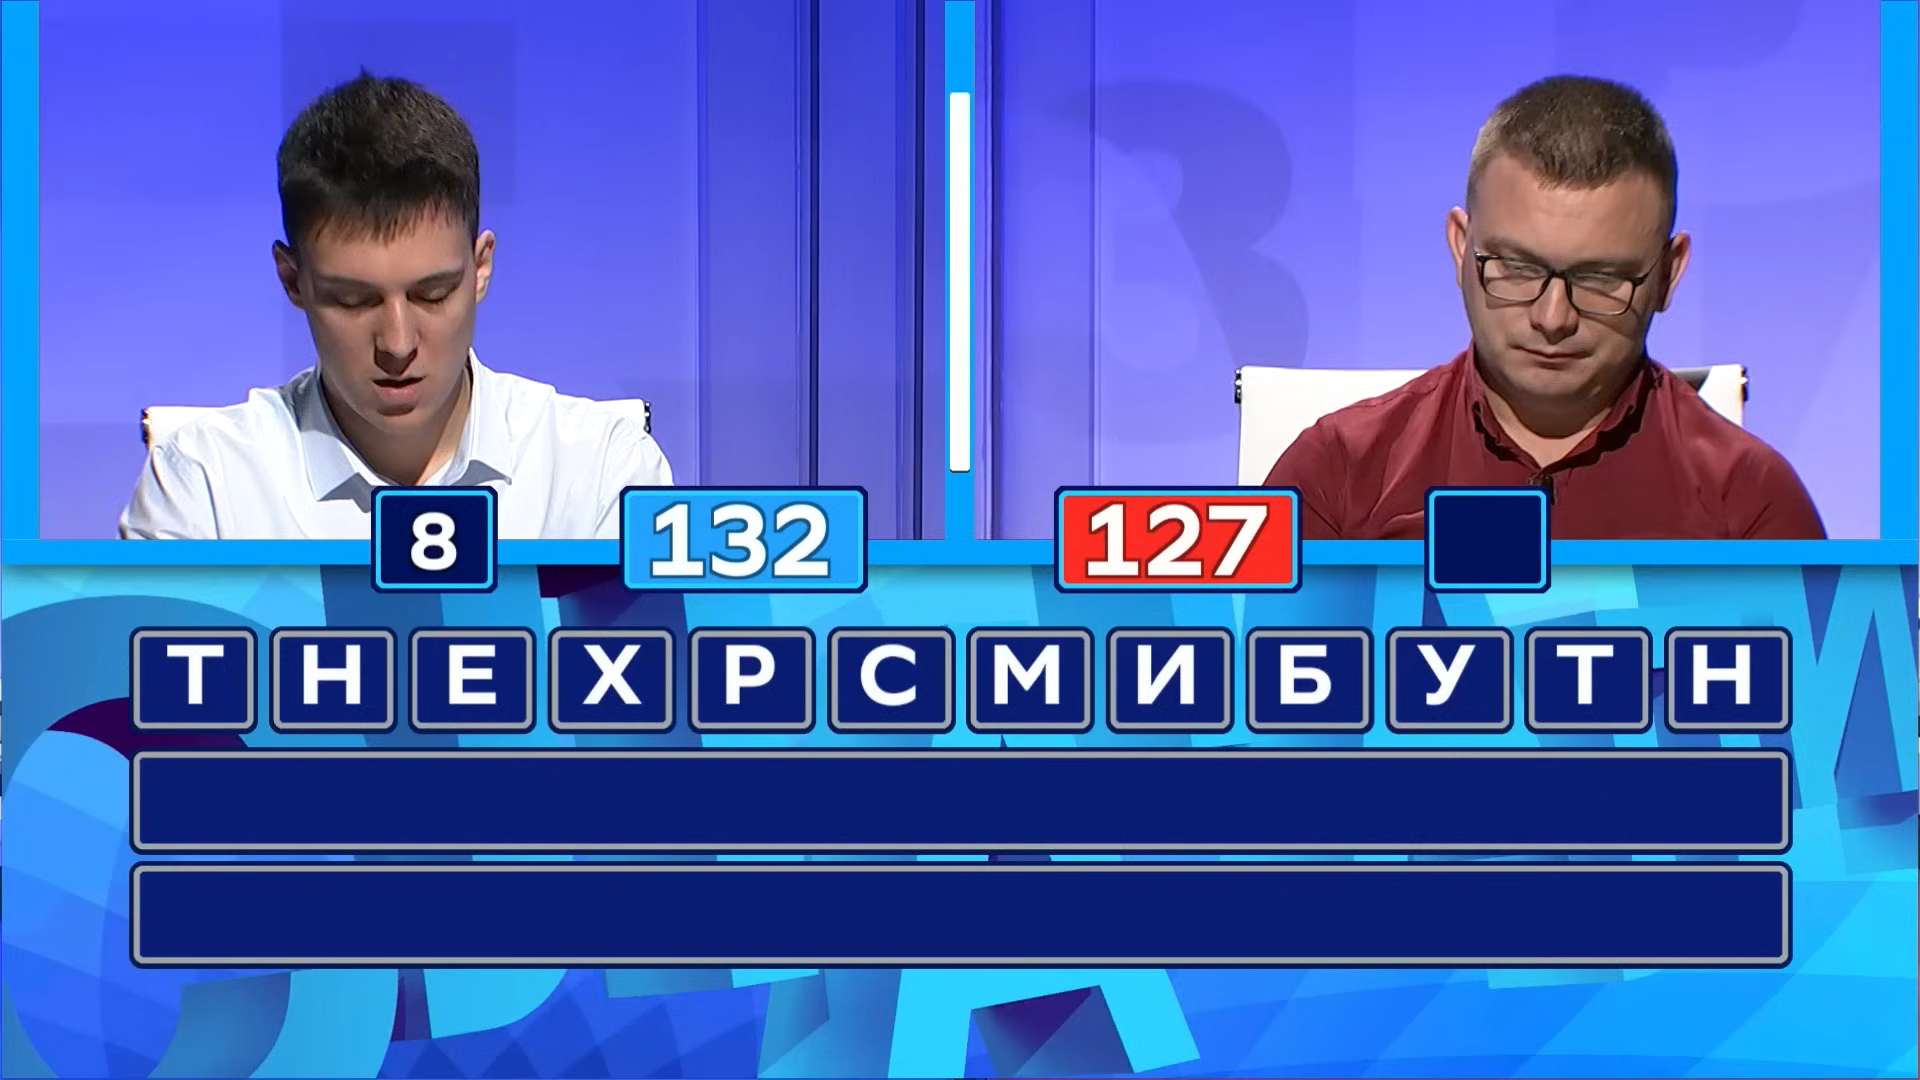 8 132 127
Т Н Е Х Р С М И Б У Т Н